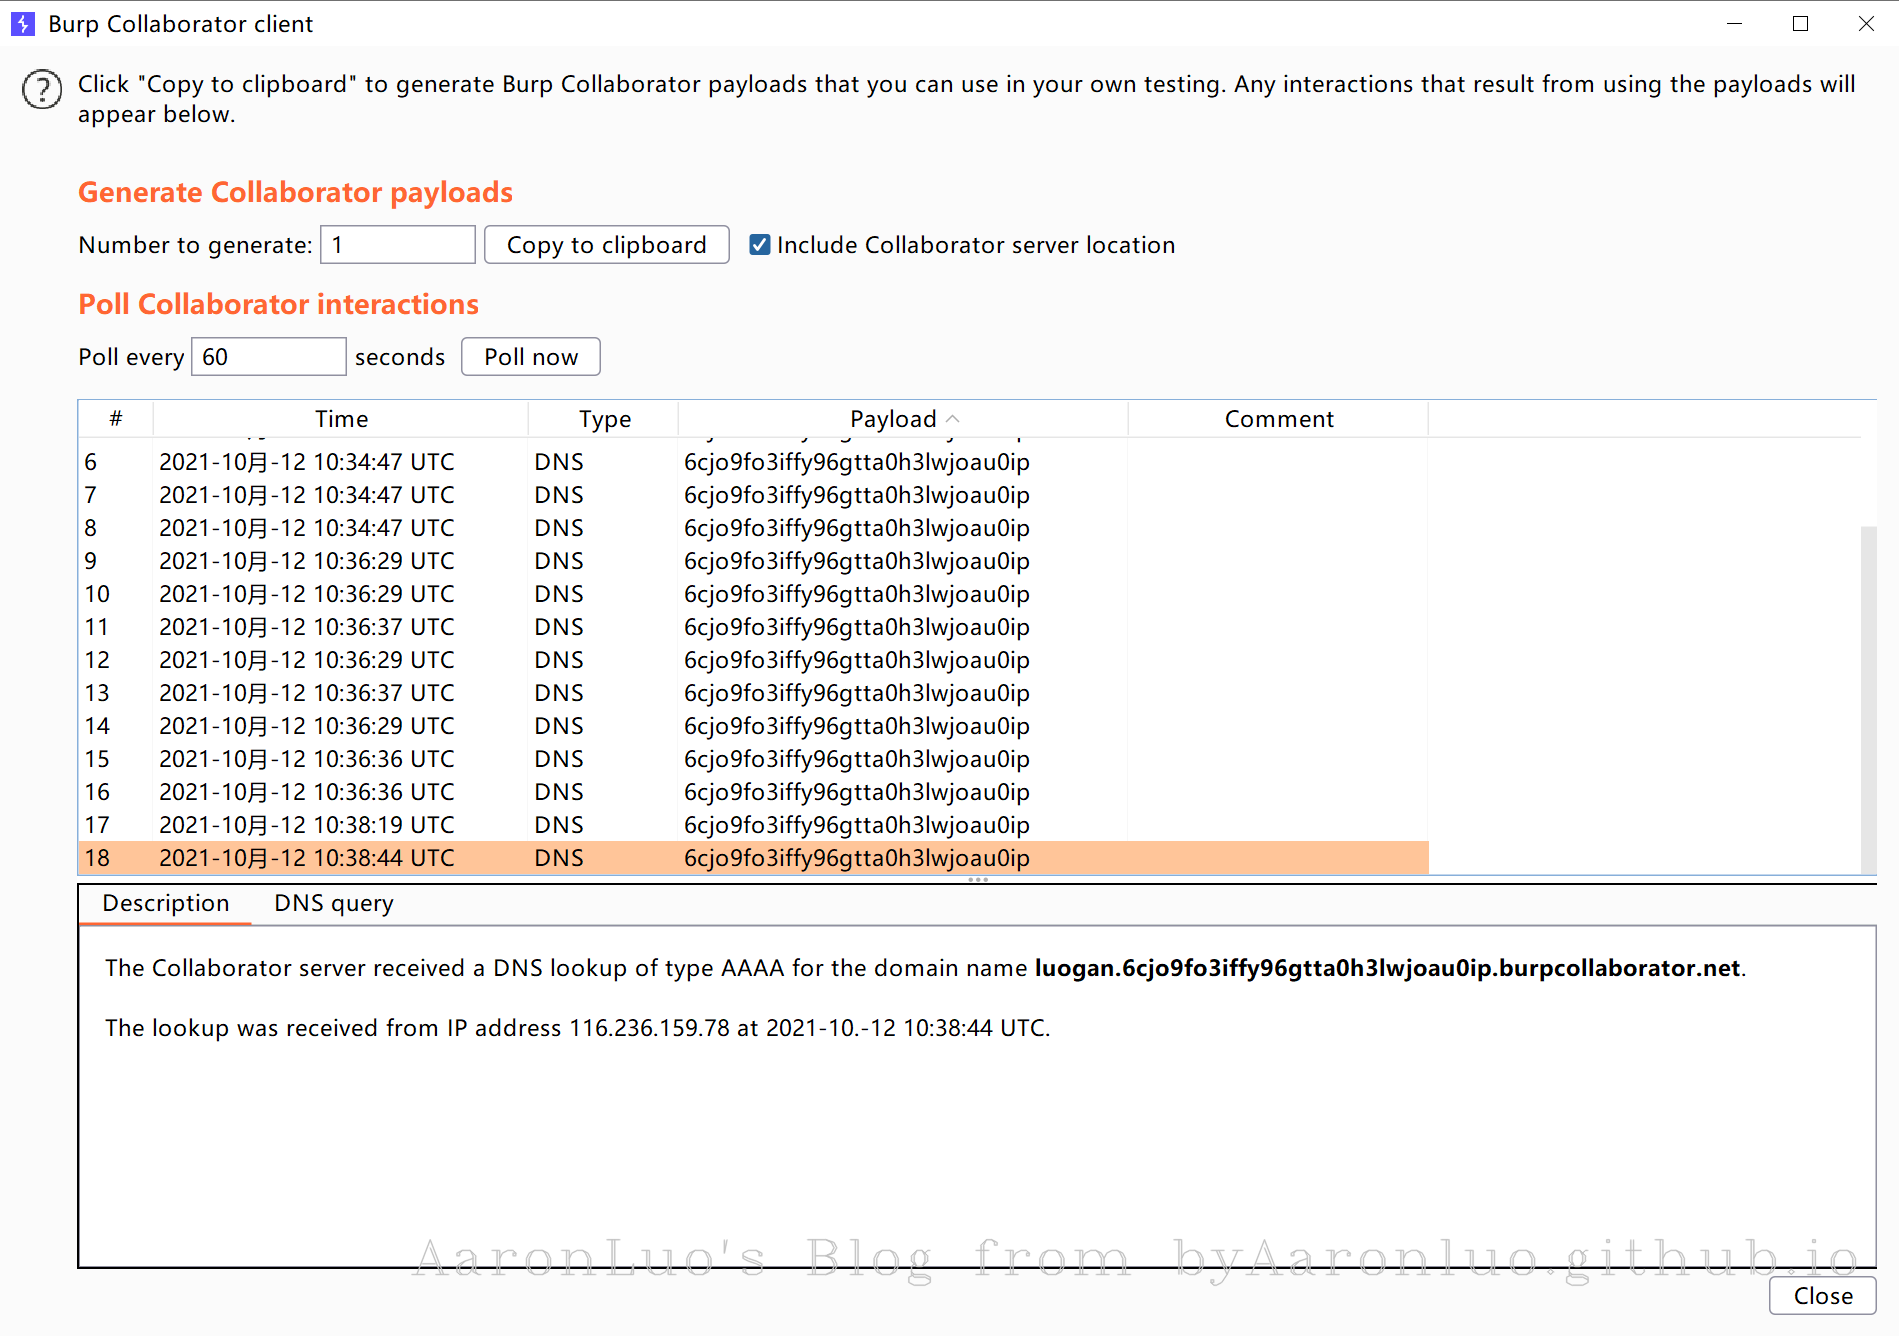 Burp Collaborator client
Click "Copy to clipboard" to generate Burp Collaborator payloads that you can use in your own testing. Any interactions that result from using the payloads will
appear below.
Generate Collaborator payloads
Number to generate: 1 Copy to clipboard Include Collaborator server location
Poll Collaborator interactions
Poll every 60 seconds Poll now
# Time Type Payload Comment
6 2021-10月-12 10:34:47 UTC DNS 6cjo9fo3iffy96gtta0h3lwjoau0ip
7 2021-10月-12 10:34:47 UTC DNS 6cjo9fo3iffy96gtta0h3lwjoau0ip
8 2021-10月-12 10:34:47 UTC DNS 6cjo9fo3iffy96gtta0h3lwjoau0ip
9 2021-10月-12 10:36:29 UTC DNS 6cjo9fo3iffy96gtta0h3lwjoau0ip
10 2021-10月-12 10:36:29 UTC DNS 6cjo9fo3iffy96gtta0h3lwjoau0ip
11 2021-10月-12 10:36:37 UTC DNS 6cjo9fo3iffy96gtta0h3lwjoau0ip
12 2021-10月-12 10:36:29 UTC DNS 6cjo9fo3iffy96gtta0h3lwjoau0ip
13 2021-10月-12 10:36:37 UTC DNS 6cjo9fo3iffy96gtta0h3lwjoau0ip
14 2021-10月-12 10:36:29 UTC DNS 6cjo9fo3iffy96gtta0h3lwjoau0ip
15 2021-10月-12 10:36:36 UTC DNS 6cjo9fo3iffy96gtta0h3lwjoau0ip
16 2021-10月-12 10:36:36 UTC DNS 6cjo9fo3iffy96gtta0h3lwjoau0ip
17 2021-10月-12 10:38:19 UTC DNS 6cjo9fo3iffy96gtta0h3lwjoau0ip
18 2021-10月-12 10:38:44 UTC DNS 6cjo9fo3iffy96gtta0h3lwjoau0ip
Description DNS query
The Collaborator server received a DNS lookup of type AAAA for the domain name luogan.6cjo9fo3iffy96gtta0h3lwjoau0ip.burpcollaborator.net.
The lookup was received from IP address 116.236.159.78 at 2021-10.-12 10:38:44 UTC.
AaronLuo's Blog from byAaronluo.github.io
Close